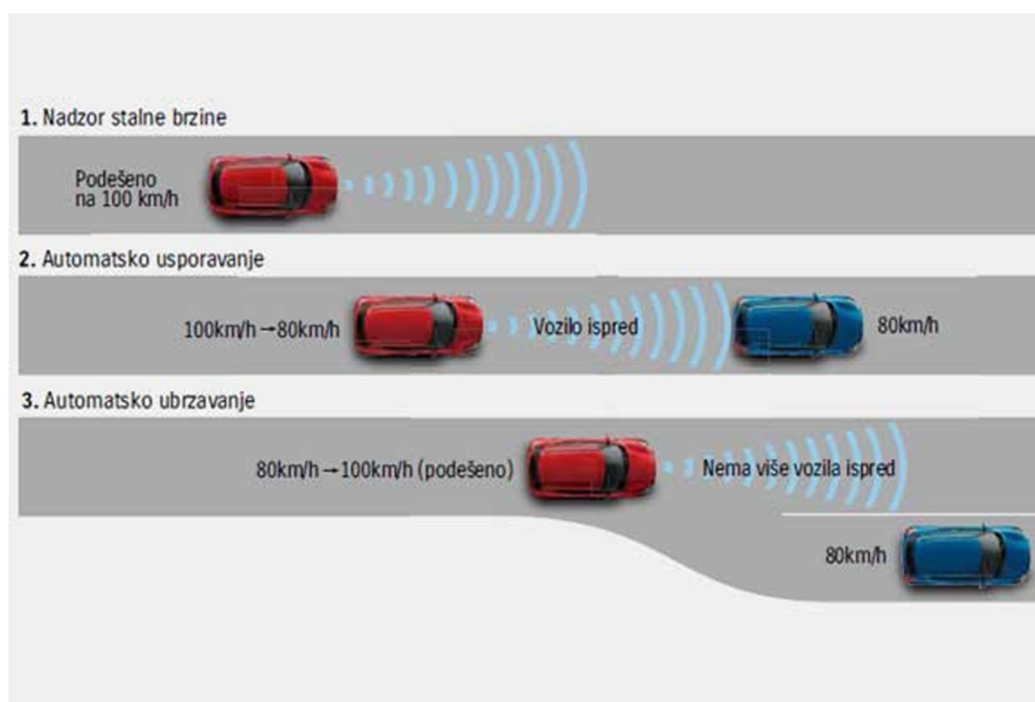 1. Nadzor stalne brzine
Podešeno
na 100 km/h
2. Automatsko usporavanje
100km/h→80km/h
Vozilo ispred
80km/h
3. Automatsko ubrzavanje
80km/h→100km/h (podešeno)
Nema više vozila ispred
80km/h